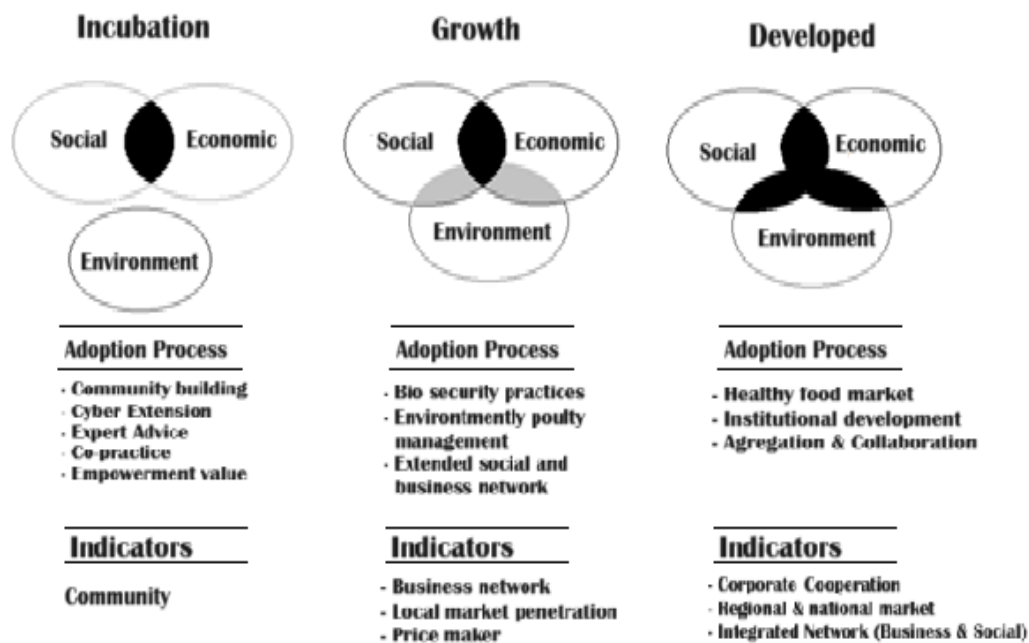 Incubation
Social
Economic
Environment
Adoption Process
· Community building
· Cyber Extension
· Expert Advice
· Co-practice
· Empowerment value
Indicators
Community
Growth
Social
Economic
Environment
Adoption Process
· Bio security practices
· Environtmently poulty
management
· Extended social and
business network
Indicators
- Business network
- Local market penetration
- Price maker
Developed
Social
Economic
Environment
Adoption Process
- Healthy food market
- Institutional development
- Agregation & Collaboration
Indicators
- Corporate Cooperation
- Regional & national market
- Integrated Network (Business & Social)